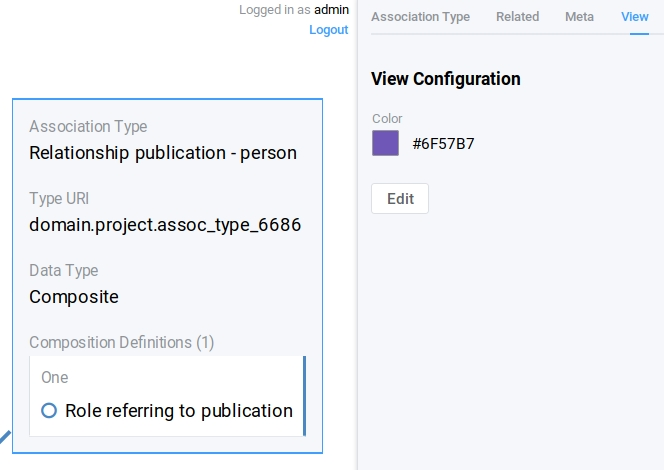 Logged in as admin
Logout
Association Type
Relationship publication - person
Type URI
domain.project.assoc_type_6686
Data Type
Composite
Composition Definitions (1)
One
Role referring to publication
Association Type Related Meta View
View Configuration
Color
#6F57B7
Edit